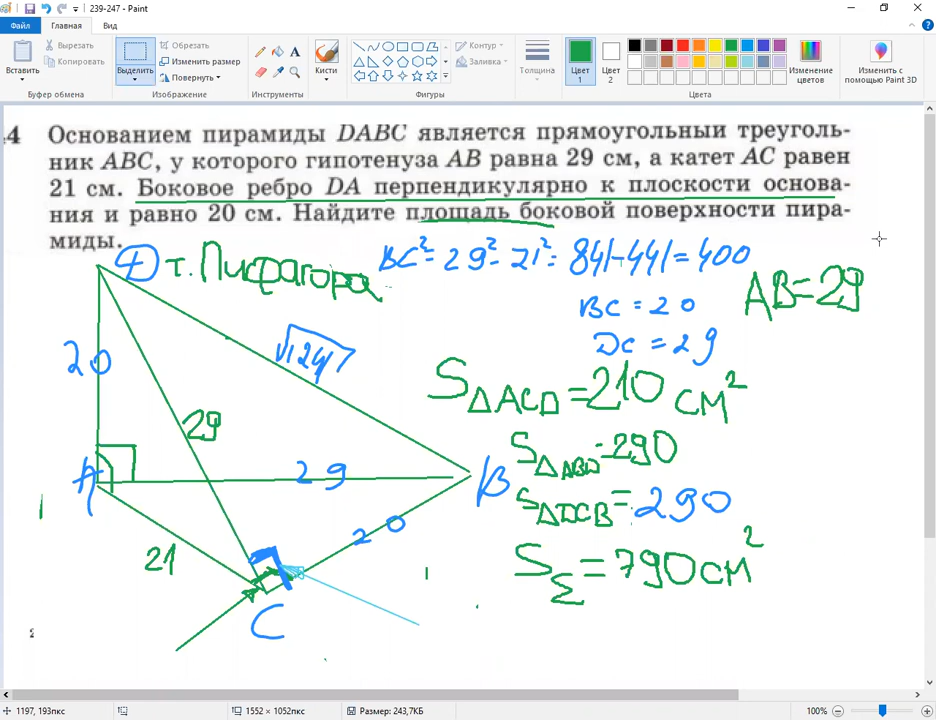 239-247 - Paint
Файл Главная Вид
Вставить
Вырезать
Копировать
Буфер обмена
Выделить
Обрезать
Изменить размер
Повернуть
Изображение
A
Инструменты
Кисти
Контур
Заливка
Фигуры
Толщина
Цвет 1
Цвет 2
Изменение цветов
Цвета
Изменить с помощью Paint 3D
4 Основанием пирамиды DABC является прямоугольный треуголь-
ник ABC, у которого гипотенуза AB равна 29 см, а катет AC равен
21 см. Боковое ребро DA перпендикулярно к плоскости основа-
ния и равно 20 см. Найдите площадь боковой поверхности пира-
миды.
т. Пифагора
BC² = 29² - 21² = 841 - 441 = 400
AB=29
BC = 20
DC = 29
20
√1241
S△ACD = 210 см²
29
S△ABD = 290
A
29
B
S△DCB = 290
20
21
S∑ = 790 см²
C
1197, 193пкс
1552 × 1052пкс
Размер: 243,7КБ
100%